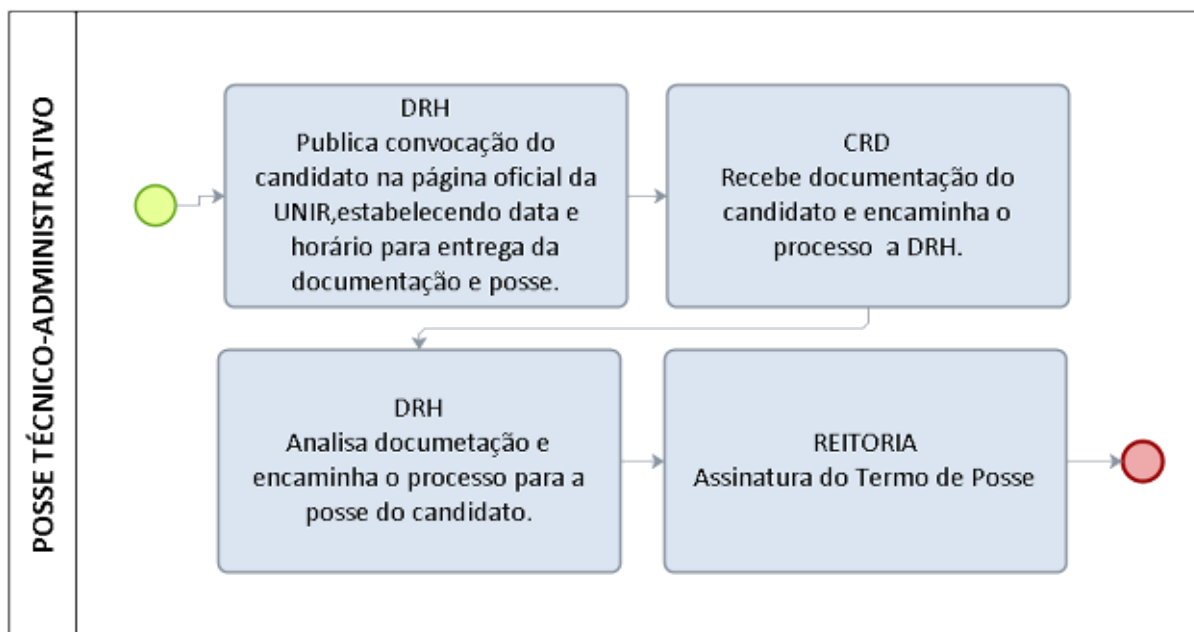 POSSE TÉCNICO-ADMINISTRATIVO
DRH
Publica convocação do
candidato na página oficial da
UNIR,estabelecendo data e
horário para entrega da
documentação e posse.
CRD
Recebe documentação do
candidato e encaminha o
processo a DRH.
DRH
Analisa documetação e
encaminha o processo para a
posse do candidato.
REITORIA
Assinatura do Termo de Posse